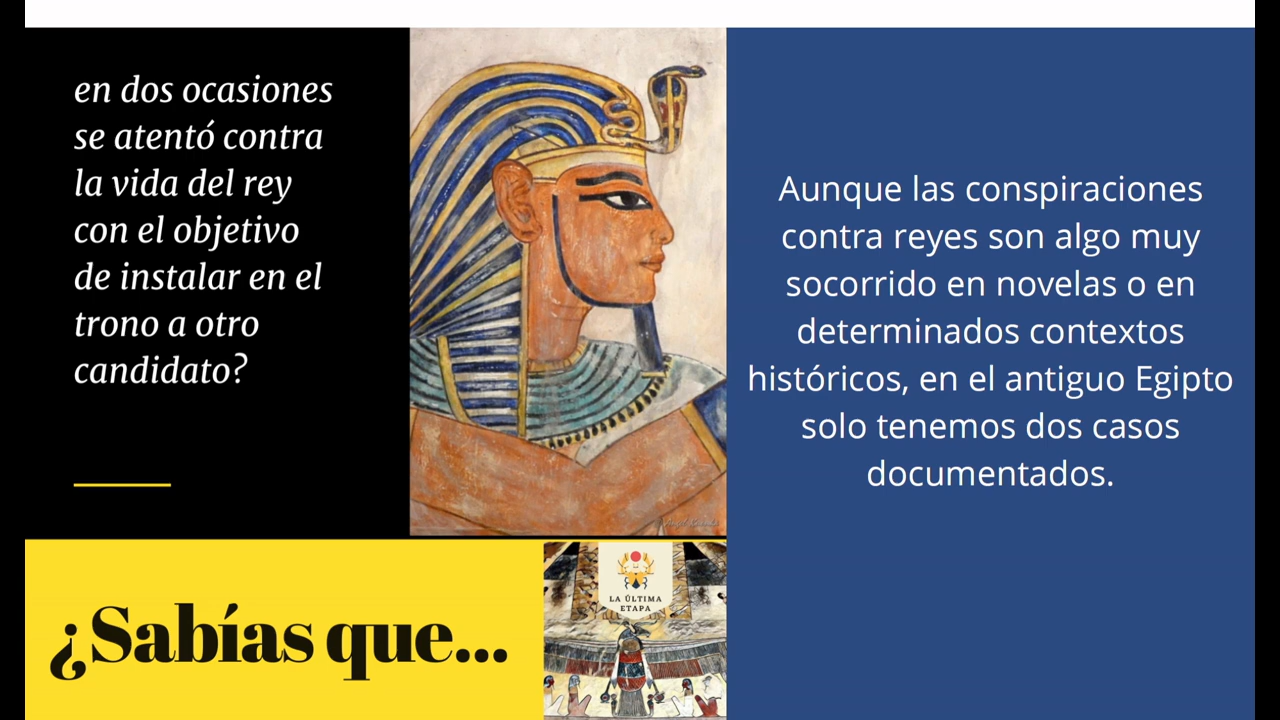 en dos ocasiones
se atentó contra
la vida del rey
con el objetivo
de instalar en el
trono a otro
candidato?
¿Sabías que...
LA ÚLTIMA
ETAPA
Aunque las conspiraciones
contra reyes son algo muy
socorrido en novelas o en
determinados contextos
históricos, en el antiguo Egipto
solo tenemos dos casos
documentados.